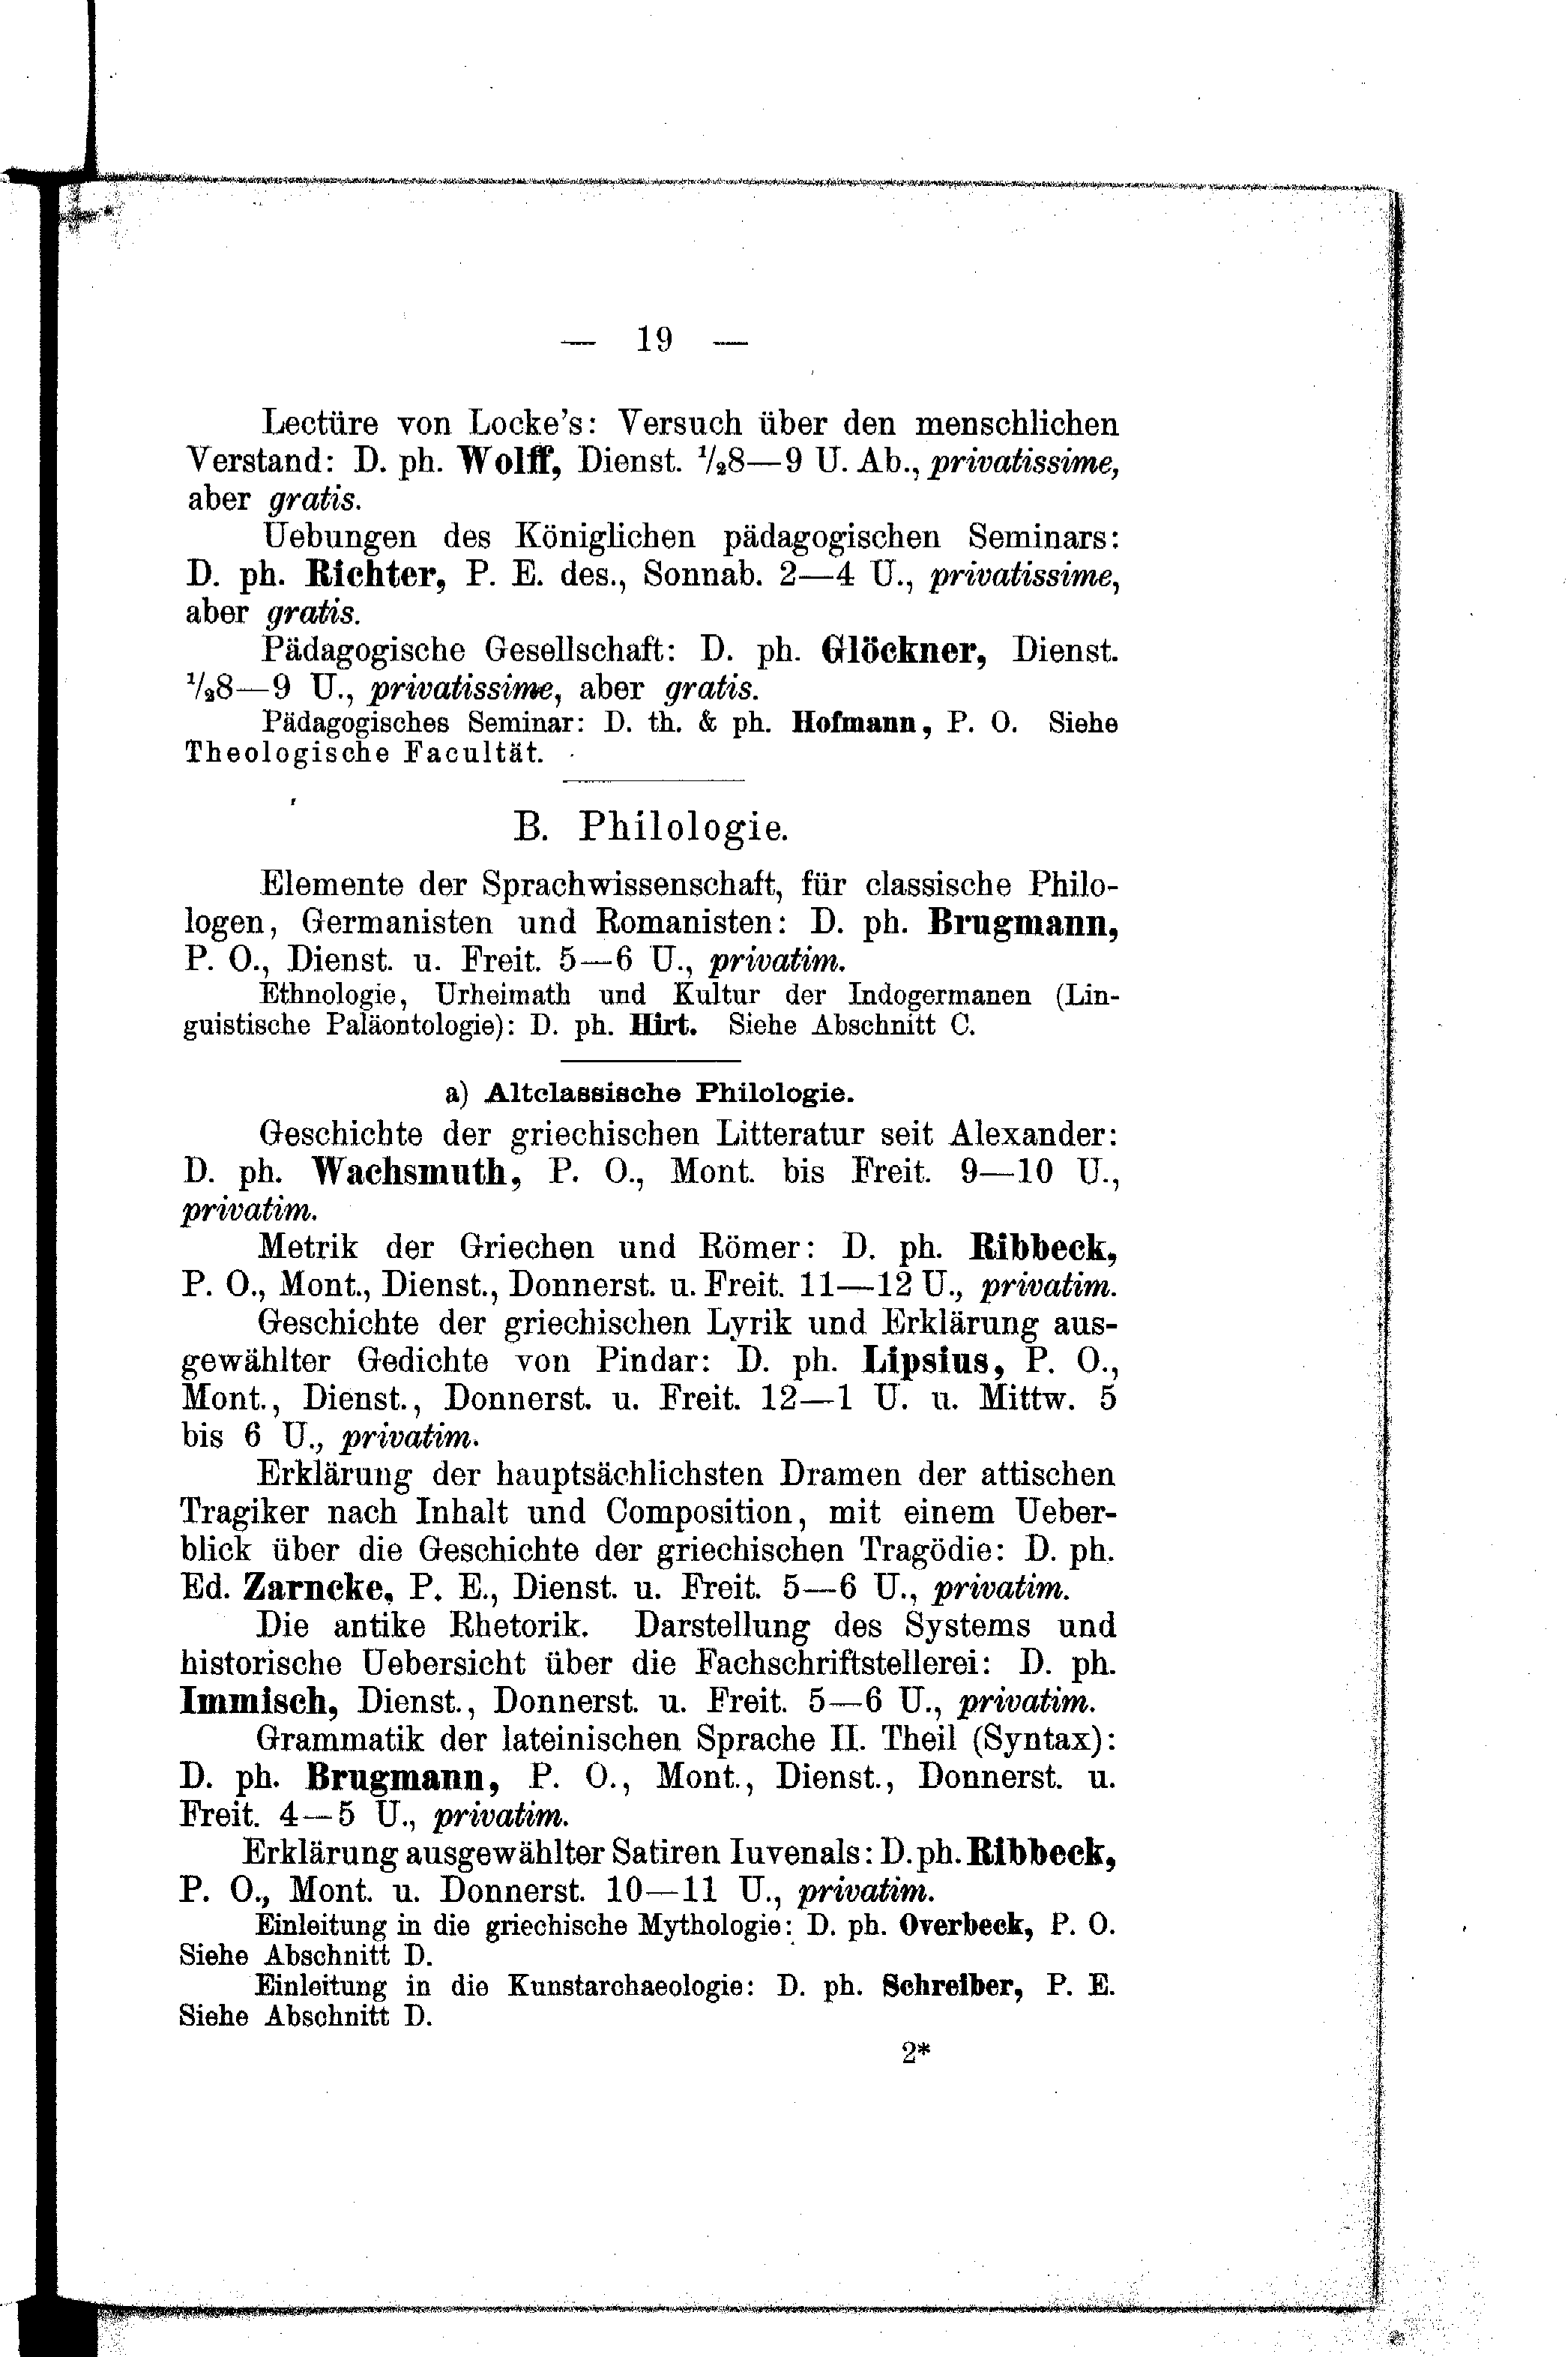 — 19 —
Lectüre von Locke's: Versuch über den menschlichen
Verstand: D. ph. Wolff, Dienst. ¹/₂8—9 U. Ab., privatissime,
aber gratis.
Uebungen des Königlichen pädagogischen Seminars:
D. ph. Richter, P. E. des., Sonnab. 2—4 U., privatissime,
aber gratis.
Pädagogische Gesellschaft: D. ph. Glöckner, Dienst.
¹/₂8—9 U., privatissime, aber gratis.
Pädagogisches Seminar: D. th. & ph. Hofmann, P. O. Siehe
Theologische Facultät.
B. Philologie.
Elemente der Sprachwissenschaft, für classische Philo-
logen, Germanisten und Romanisten: D. ph. Brugmann,
P. O., Dienst. u. Freit. 5—6 U., privatim.
Ethnologie, Urheimath und Kultur der Indogermanen (Lin-
guistische Paläontologie): D. ph. Hirt. Siehe Abschnitt C.
a) Altclassische Philologie.
Geschichte der griechischen Litteratur seit Alexander:
D. ph. Wachsmuth, P. O., Mont. bis Freit. 9—10 U.,
privatim.
Metrik der Griechen und Römer: D. ph. Ribbeck,
P. O., Mont., Dienst., Donnerst. u. Freit. 11—12 U., privatim.
Geschichte der griechischen Lyrik und Erklärung aus-
gewählter Gedichte von Pindar: D. ph. Lipsius, P. O.,
Mont., Dienst., Donnerst. u. Freit. 12—1 U. u. Mittw. 5
bis 6 U., privatim.
Erklärung der hauptsächlichsten Dramen der attischen
Tragiker nach Inhalt und Composition, mit einem Ueber-
blick über die Geschichte der griechischen Tragödie: D. ph.
Ed. Zarncke, P. E., Dienst. u. Freit. 5—6 U., privatim.
Die antike Rhetorik. Darstellung des Systems und
historische Uebersicht über die Fachschriftstellerei: D. ph.
Immisch, Dienst., Donnerst. u. Freit. 5—6 U., privatim.
Grammatik der lateinischen Sprache II. Theil (Syntax):
D. ph. Brugmann, P. O., Mont., Dienst., Donnerst. u.
Freit. 4—5 U., privatim.
Erklärung ausgewählter Satiren Iuvenals: D. ph. Ribbeck,
P. O., Mont. u. Donnerst. 10—11 U., privatim.
Einleitung in die griechische Mythologie: D. ph. Overbeck, P. O.
Siehe Abschnitt D.
Einleitung in die Kunstarchaeologie: D. ph. Schreiber, P. E.
Siehe Abschnitt D.
2*